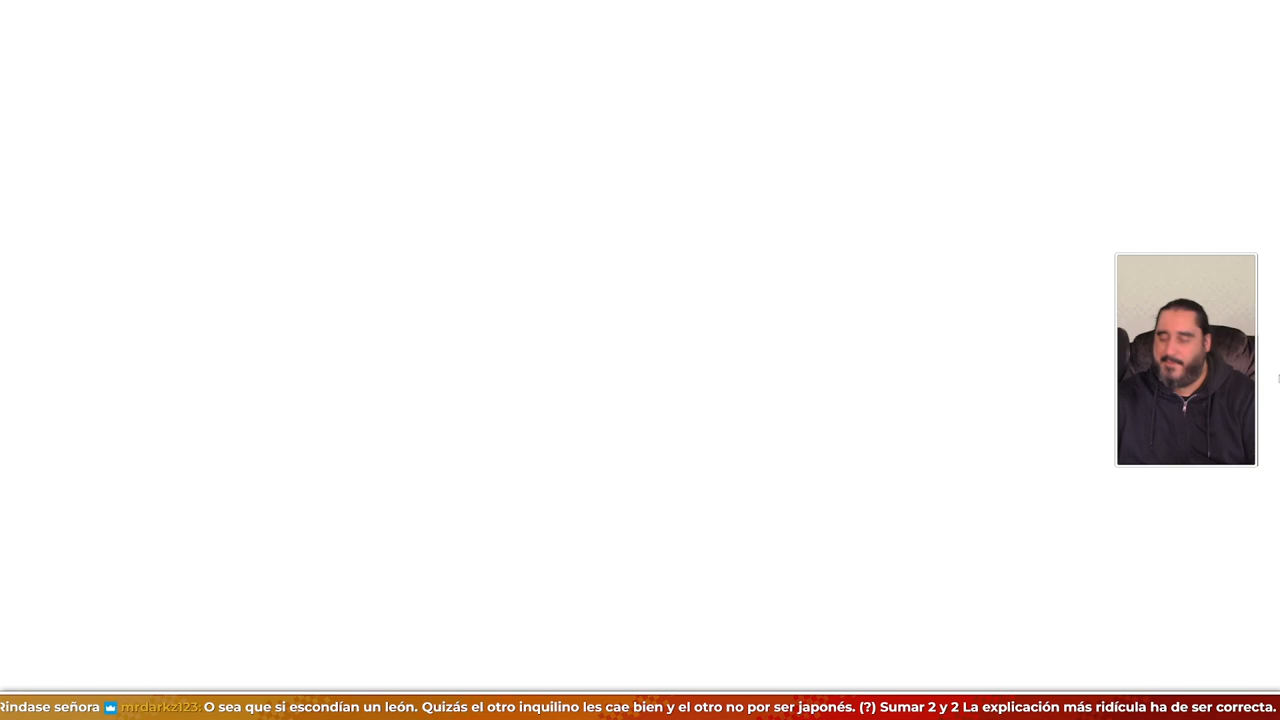 Rindase señora mrdarkz123: O sea que si escondían un león. Quizás el otro inquilino les cae bien y el otro no por ser japonés. (?) Sumar 2 y 2 La explicación más ridícula ha de ser correcta.